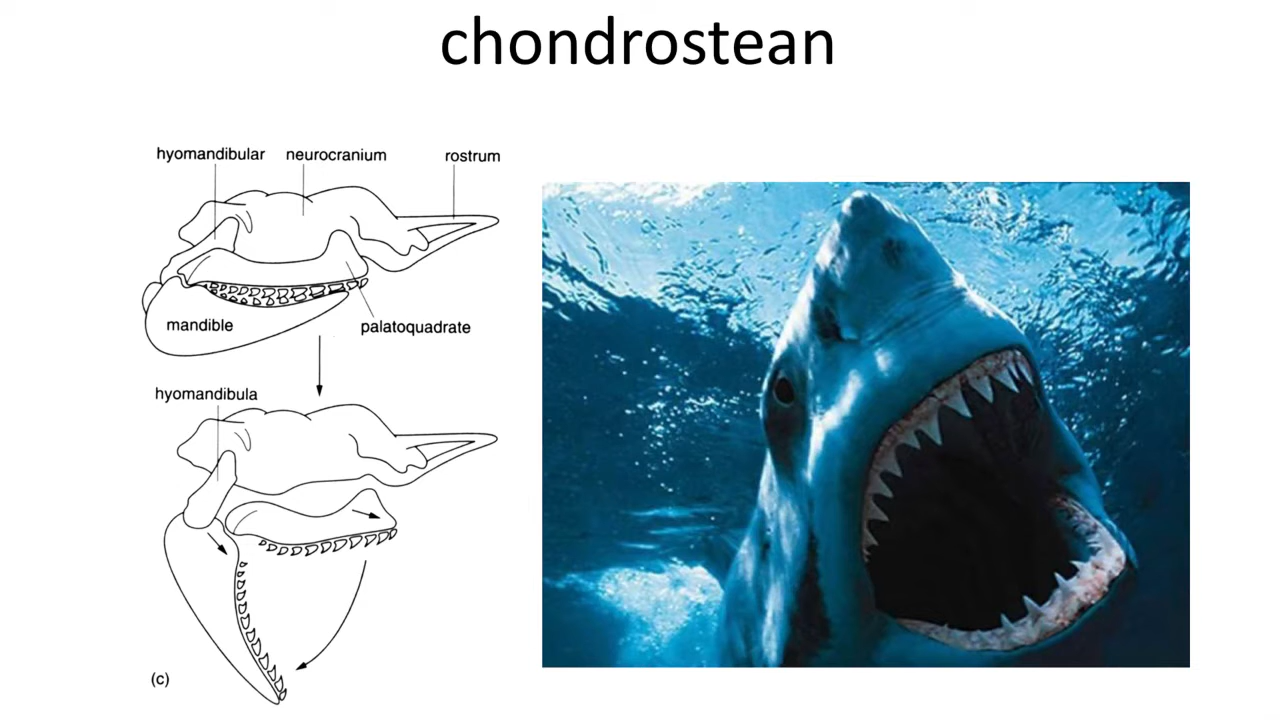 chondrostean
hyomandibular neurocranium rostrum
mandible palatoquadrate
hyomandibula
(c)